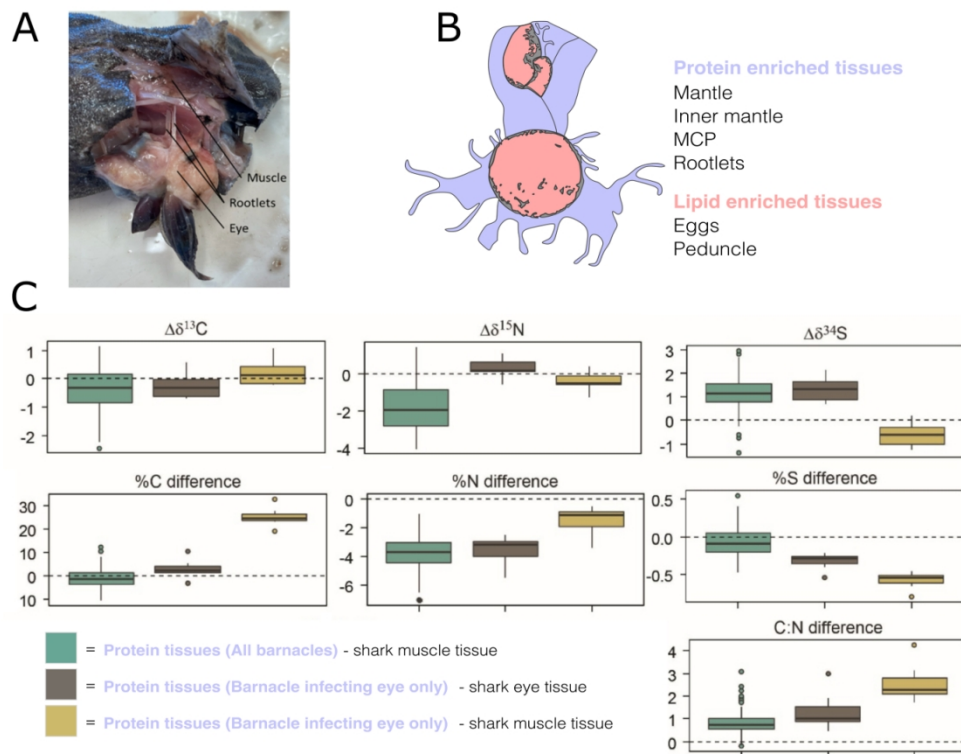 A
Muscle
Rootlets
Eye
B
Protein enriched tissues
Mantle
Inner mantle
MCP
Rootlets
Lipid enriched tissues
Eggs
Peduncle
C
Δδ¹³C
1
0
-1
-2
Δδ¹⁵N
0
-2
-4
Δδ³⁴S
3
2
1
0
-1
%C difference
30
20
10
0
10
%N difference
0
-2
-4
-6
%S difference
0.5
0.0
-0.5
C:N difference
4
3
2
1
0
= Protein tissues (All barnacles) - shark muscle tissue
= Protein tissues (Barnacle infecting eye only) - shark eye tissue
= Protein tissues (Barnacle infecting eye only) - shark muscle tissue